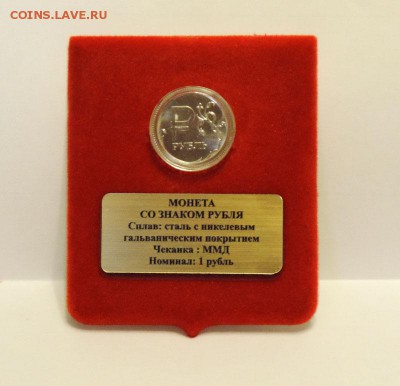 COINS.LAVE.RU
РУБЛЬ
МОНЕТА
СО ЗНАКОМ РУБЛЯ
Сплав: сталь с никелевым
гальваническим покрытием
Чеканка : ММД
Номинал: 1 рубль